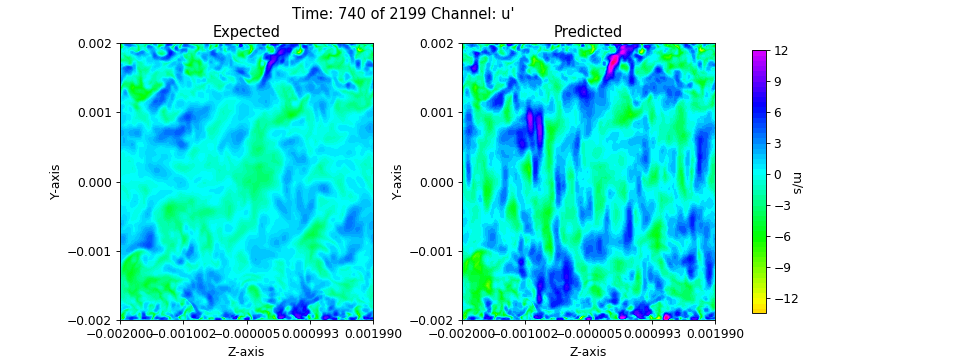 Time: 740 of 2199 Channel: u'
Expected
Predicted
0.002
0.001
0.000
−0.001
−0.002
Y-axis
−0.002000 −0.001002 −0.000005 0.000993 0.001990
Z-axis
0.002
0.001
0.000
−0.001
−0.002
Y-axis
−0.002000 −0.001002 −0.000005 0.000993 0.001990
Z-axis
12
9
6
3
0
−3
−6
−9
−12
m/s